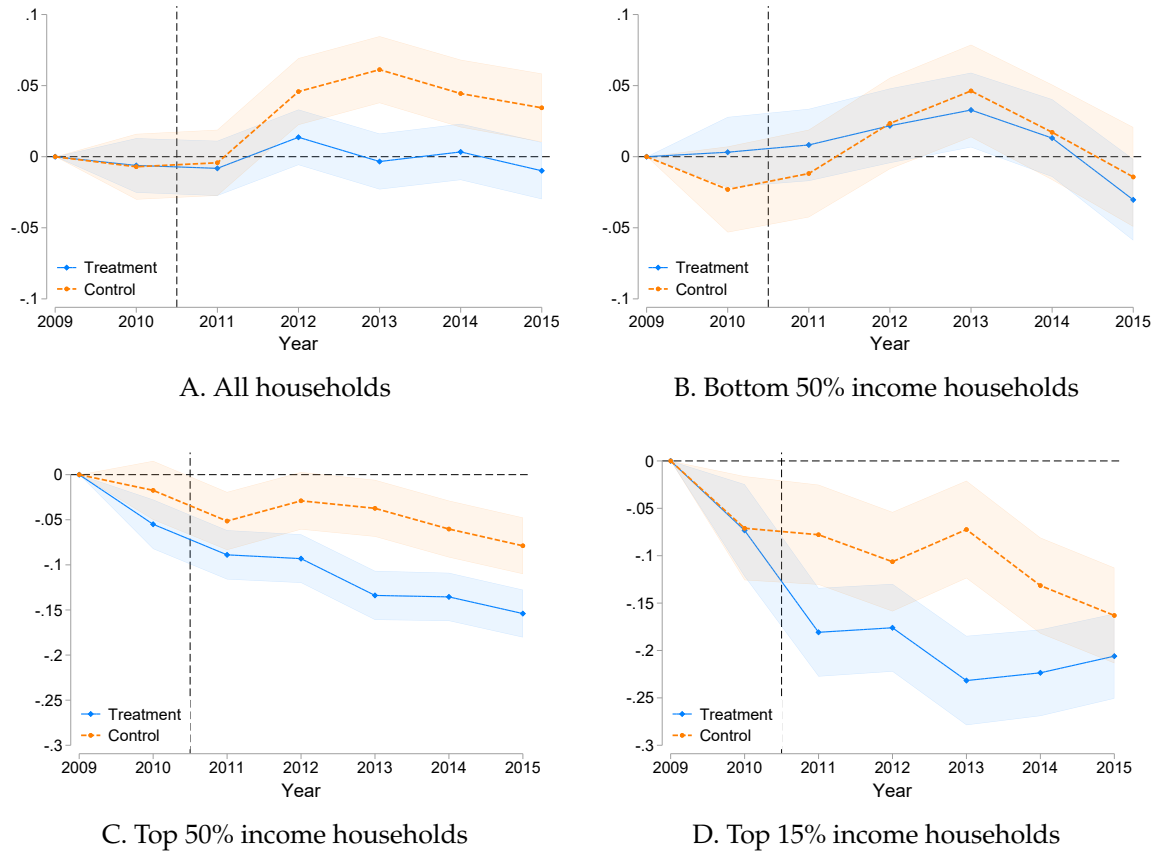 .1
.05
0
-.05
-.1
Treatment
Control
2009 2010 2011 2012 2013 2014 2015
Year
A. All households
.1
.05
0
-.05
-.1
Treatment
Control
2009 2010 2011 2012 2013 2014 2015
Year
B. Bottom 50% income households
0
-.05
-.1
-.15
-.2
-.25
-.3
Treatment
Control
2009 2010 2011 2012 2013 2014 2015
Year
C. Top 50% income households
0
-.05
-.1
-.15
-.2
-.25
-.3
Treatment
Control
2009 2010 2011 2012 2013 2014 2015
Year
D. Top 15% income households